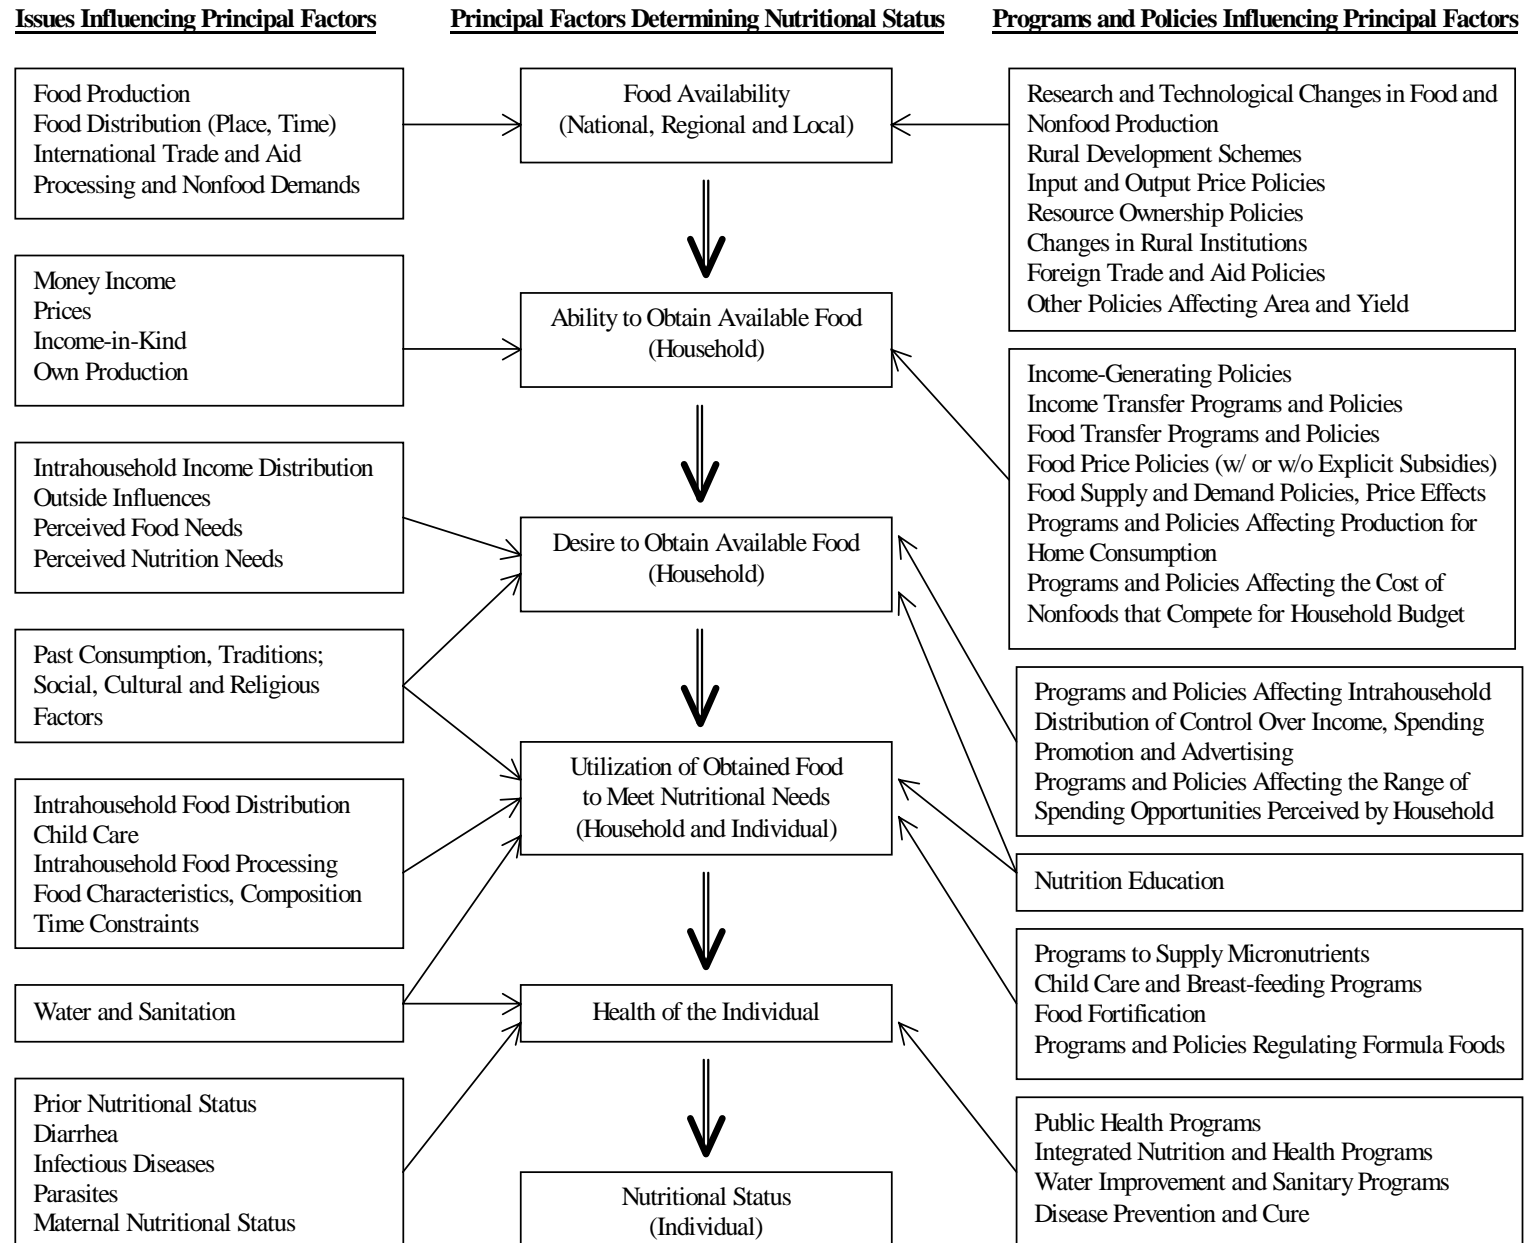 Issues Influencing Principal Factors
Principal Factors Determining Nutritional Status
Programs and Policies Influencing Principal Factors
Food Production
Food Distribution (Place, Time)
International Trade and Aid
Processing and Nonfood Demands
Money Income
Prices
Income-in-Kind
Own Production
Intrahousehold Income Distribution
Outside Influences
Perceived Food Needs
Perceived Nutrition Needs
Past Consumption, Traditions;
Social, Cultural and Religious
Factors
Intrahousehold Food Distribution
Child Care
Intrahousehold Food Processing
Food Characteristics, Composition
Time Constraints
Water and Sanitation
Prior Nutritional Status
Diarrhea
Infectious Diseases
Parasites
Maternal Nutritional Status
Food Availability
(National, Regional and Local)
Ability to Obtain Available Food
(Household)
Desire to Obtain Available Food
(Household)
Utilization of Obtained Food
to Meet Nutritional Needs
(Household and Individual)
Health of the Individual
Nutritional Status
(Individual)
Research and Technological Changes in Food and
Nonfood Production
Rural Development Schemes
Input and Output Price Policies
Resource Ownership Policies
Changes in Rural Institutions
Foreign Trade and Aid Policies
Other Policies Affecting Area and Yield
Income-Generating Policies
Income Transfer Programs and Policies
Food Transfer Programs and Policies
Food Price Policies (w/ or w/o Explicit Subsidies)
Food Supply and Demand Policies, Price Effects
Programs and Policies Affecting Production for
Home Consumption
Programs and Policies Affecting the Cost of
Nonfoods that Compete for Household Budget
Programs and Policies Affecting Intrahousehold
Distribution of Control Over Income, Spending
Promotion and Advertising
Programs and Policies Affecting the Range of
Spending Opportunities Perceived by Household
Nutrition Education
Programs to Supply Micronutrients
Child Care and Breast-feeding Programs
Food Fortification
Programs and Policies Regulating Formula Foods
Public Health Programs
Integrated Nutrition and Health Programs
Water Improvement and Sanitary Programs
Disease Prevention and Cure